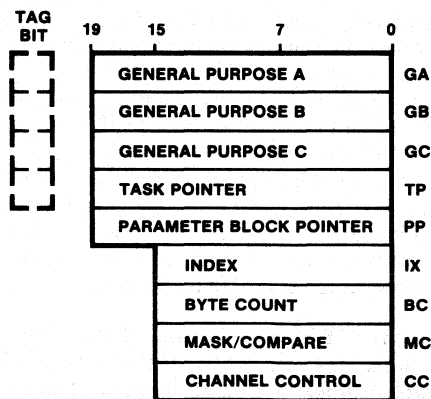 TAG
BIT
19 15 7 0
GENERAL PURPOSE A GA
GENERAL PURPOSE B GB
GENERAL PURPOSE C GC
TASK POINTER TP
PARAMETER BLOCK POINTER PP
INDEX IX
BYTE COUNT BC
MASK/COMPARE MC
CHANNEL CONTROL CC